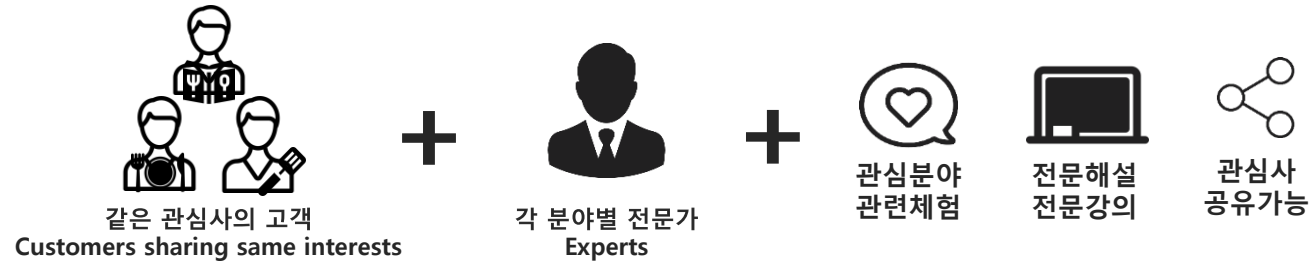 같은 관심사의 고객
Customers sharing same interests
각 분야별 전문가
Experts
관심분야
관련체험
전문해설
전문강의
관심사
공유가능